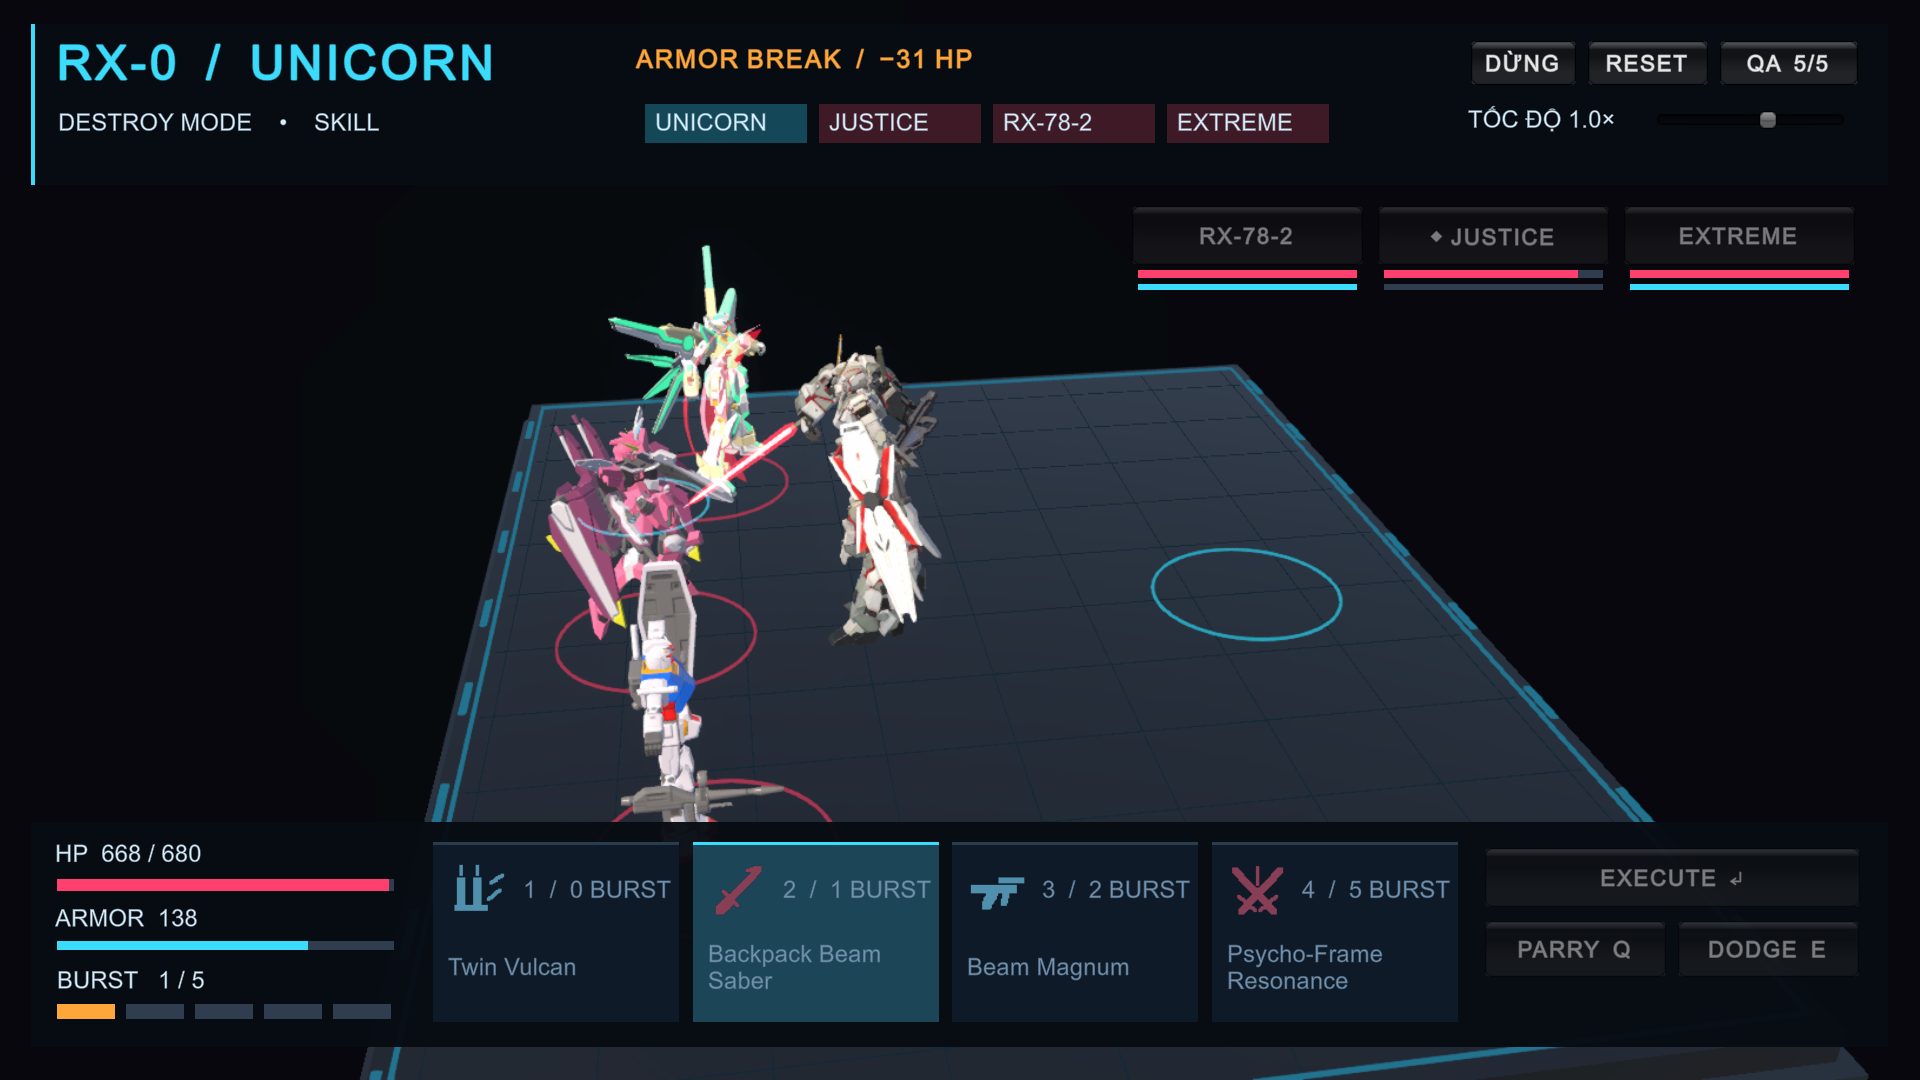 RX-0 / UNICORN
DESTROY MODE • SKILL
ARMOR BREAK / −31 HP
UNICORN
JUSTICE
RX-78-2
EXTREME
DỪNG
RESET
QA 5/5
TỐC ĐỘ 1.0×
RX-78-2
◆ JUSTICE
EXTREME
HP 668 / 680
ARMOR 138
BURST 1 / 5
1 / 0 BURST
Twin Vulcan
2 / 1 BURST
Backpack Beam
Saber
3 / 2 BURST
Beam Magnum
4 / 5 BURST
Psycho-Frame
Resonance
EXECUTE ↲
PARRY Q
DODGE E